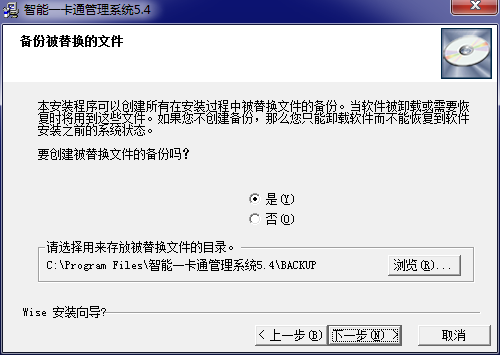 智能一卡通管理系统5.4
备份被替换的文件
本安装程序可以创建所有在安装过程中被替换文件的备份。当软件被卸载或需要恢
复时将用到这些文件。如果您不创建备份，那么您只能卸载软件而不能恢复到软件
安装之前的系统状态。
要创建被替换文件的备份吗？
是(Y)
否(O)
请选择用来存放被替换文件的目录。
C:\Program Files\智能一卡通管理系统5.4\BACKUP
浏览(R)...
Wise 安装向导?
< 上一步(B)
下一步(N) >
取消